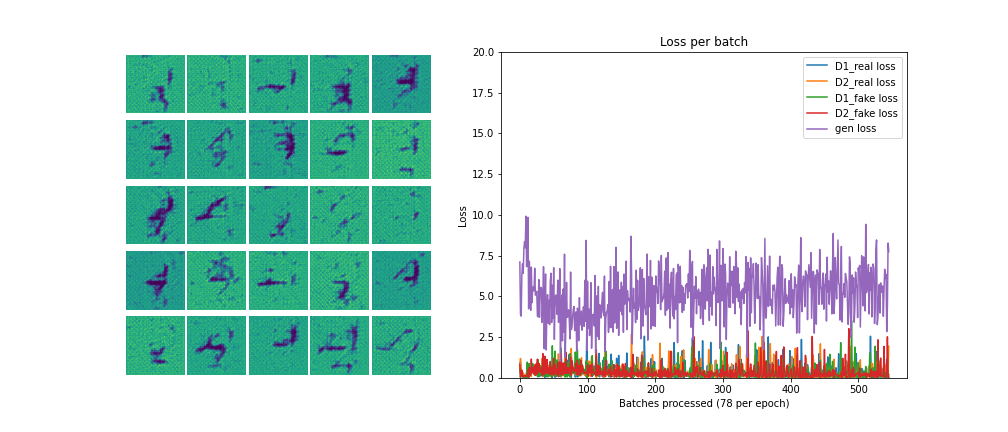 Loss per batch
20.0
17.5
15.0
12.5
10.0
7.5
5.0
2.5
0.0
Loss
D1_real loss
D2_real loss
D1_fake loss
D2_fake loss
gen loss
0 100 200 300 400 500
Batches processed (78 per epoch)